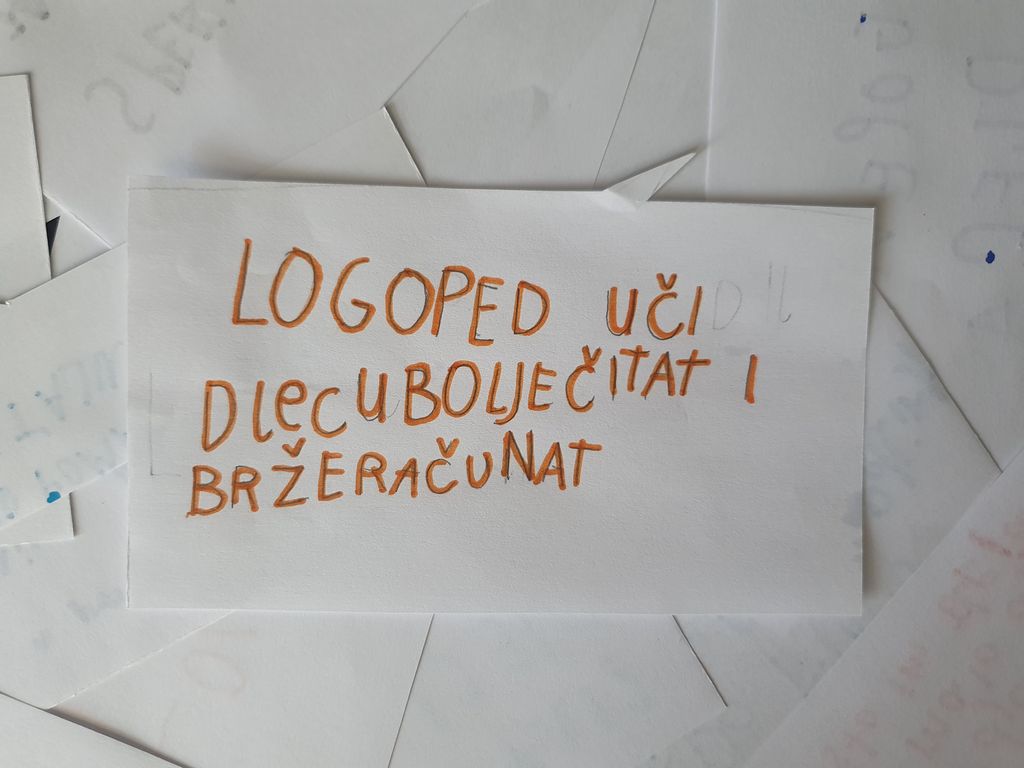 LOGOPED UČI
DIeCUBOLJEČITAT I
BRŽERAČUNAT